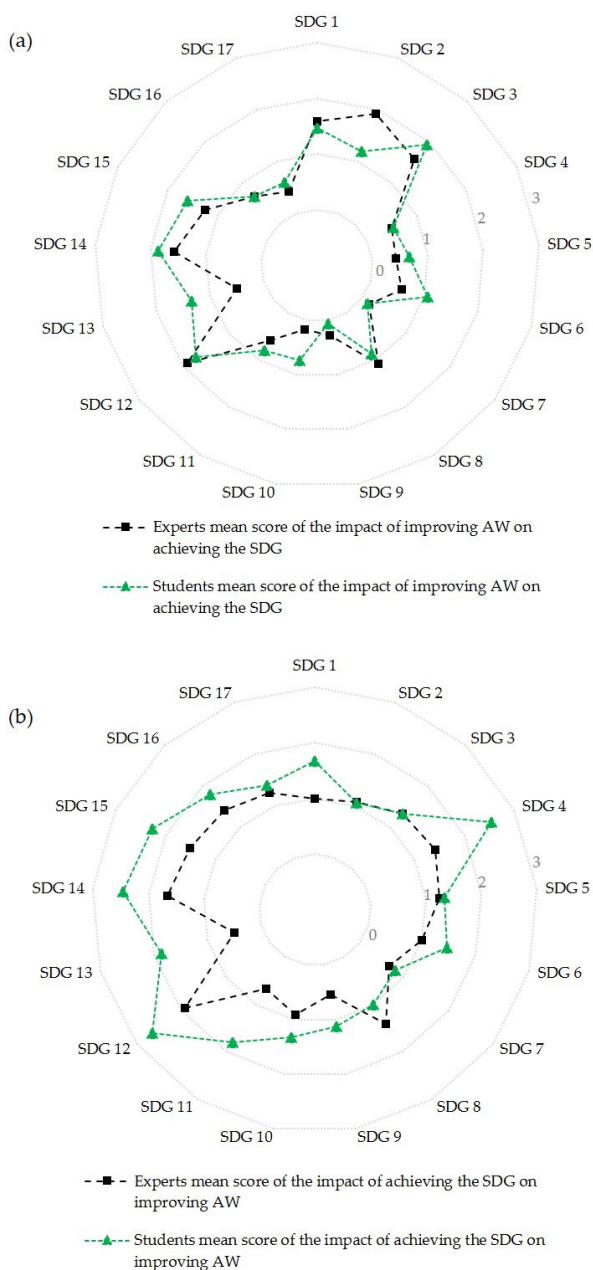 (a)
SDG 1
SDG 2
SDG 3
SDG 4
SDG 5
SDG 6
SDG 7
SDG 8
SDG 9
SDG 10
SDG 11
SDG 12
SDG 13
SDG 14
SDG 15
SDG 16
SDG 17
0
1
2
3
Experts mean score of the impact of improving AW on
achieving the SDG
Students mean score of the impact of improving AW on
achieving the SDG
(b)
SDG 1
SDG 2
SDG 3
SDG 4
SDG 5
SDG 6
SDG 7
SDG 8
SDG 9
SDG 10
SDG 11
SDG 12
SDG 13
SDG 14
SDG 15
SDG 16
SDG 17
0
1
2
3
Experts mean score of the impact of achieving the SDG on
improving AW
Students mean score of the impact of achieving the SDG on
improving AW